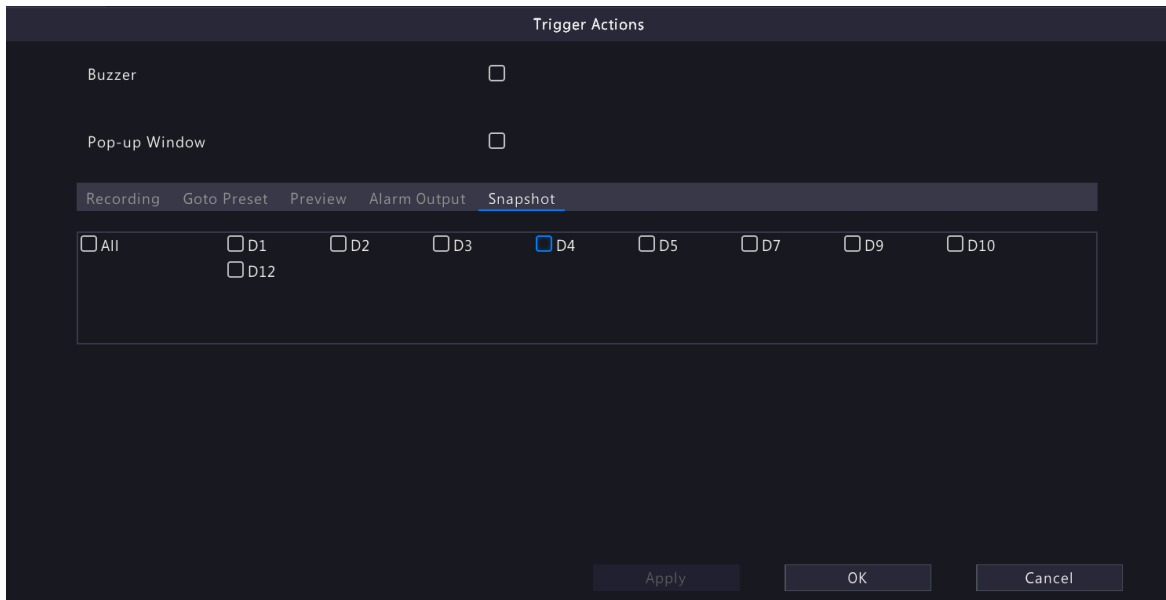 Trigger Actions
Buzzer
Pop-up Window
Recording Goto Preset Preview Alarm Output Snapshot
All D1 D2 D3 D4 D5 D7 D9 D10
D12
Apply OK Cancel